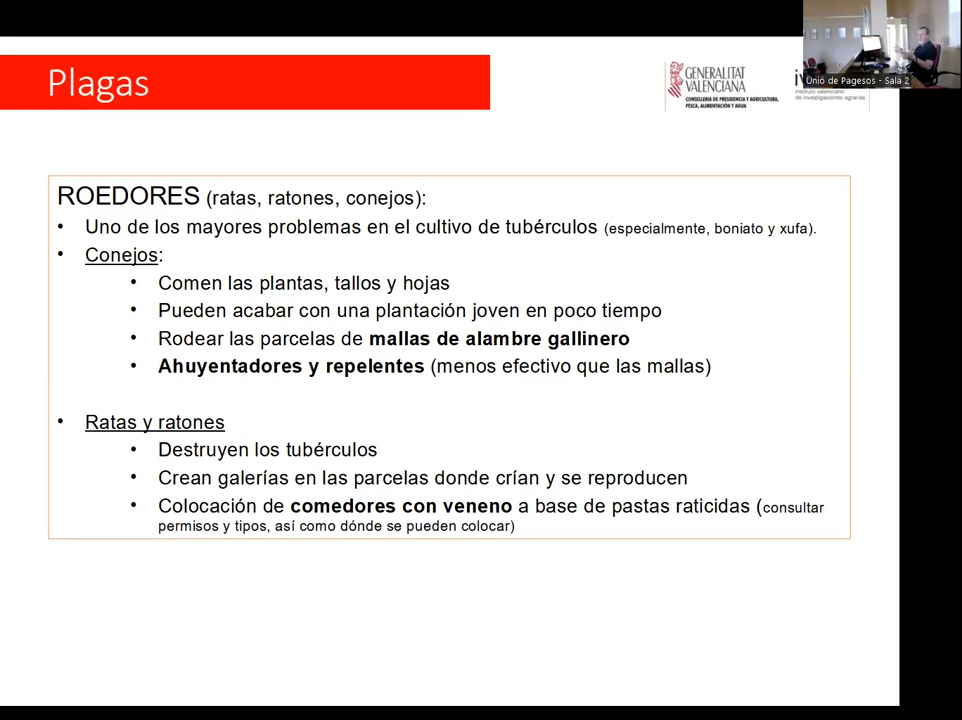 Plagas
GENERALITAT
VALENCIANA
CONSELLERIA DE PRESIDENCIA Y AGRICULTURA,
PESCA, ALIMENTACIÓN Y AGUA
Unió de Pagesos - Sala 2
instituto valenciano
de investigaciones agrarias
ROEDORES (ratas, ratones, conejos):
• Uno de los mayores problemas en el cultivo de tubérculos (especialmente, boniato y xufa).
• Conejos:
• Comen las plantas, tallos y hojas
• Pueden acabar con una plantación joven en poco tiempo
• Rodear las parcelas de mallas de alambre gallinero
• Ahuyentadores y repelentes (menos efectivo que las mallas)
• Ratas y ratones
• Destruyen los tubérculos
• Crean galerías en las parcelas donde crían y se reproducen
• Colocación de comedores con veneno a base de pastas raticidas (consultar
permisos y tipos, así como dónde se pueden colocar)